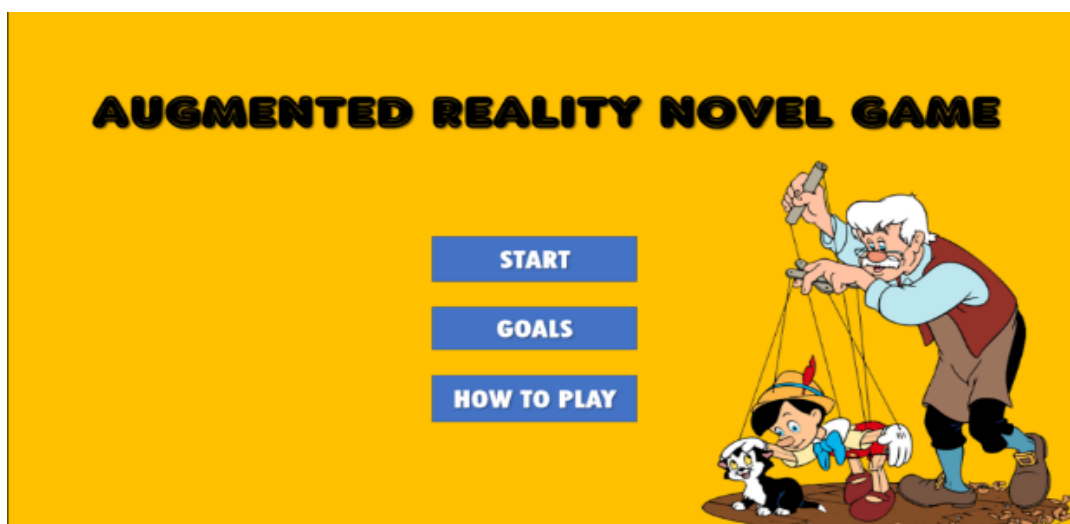 AUGMENTED REALITY NOVEL GAME
START
GOALS
HOW TO PLAY